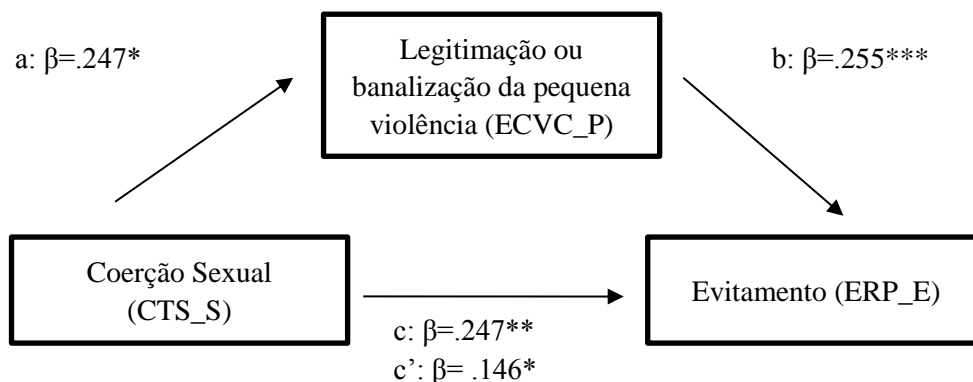 a: β=.247*
Legitimação ou
banalização da pequena
violência (ECVC_P)
b: β=.255***
Coerção Sexual
(CTS_S)
c: β=.247**
c’: β= .146*
Evitamento (ERP_E)